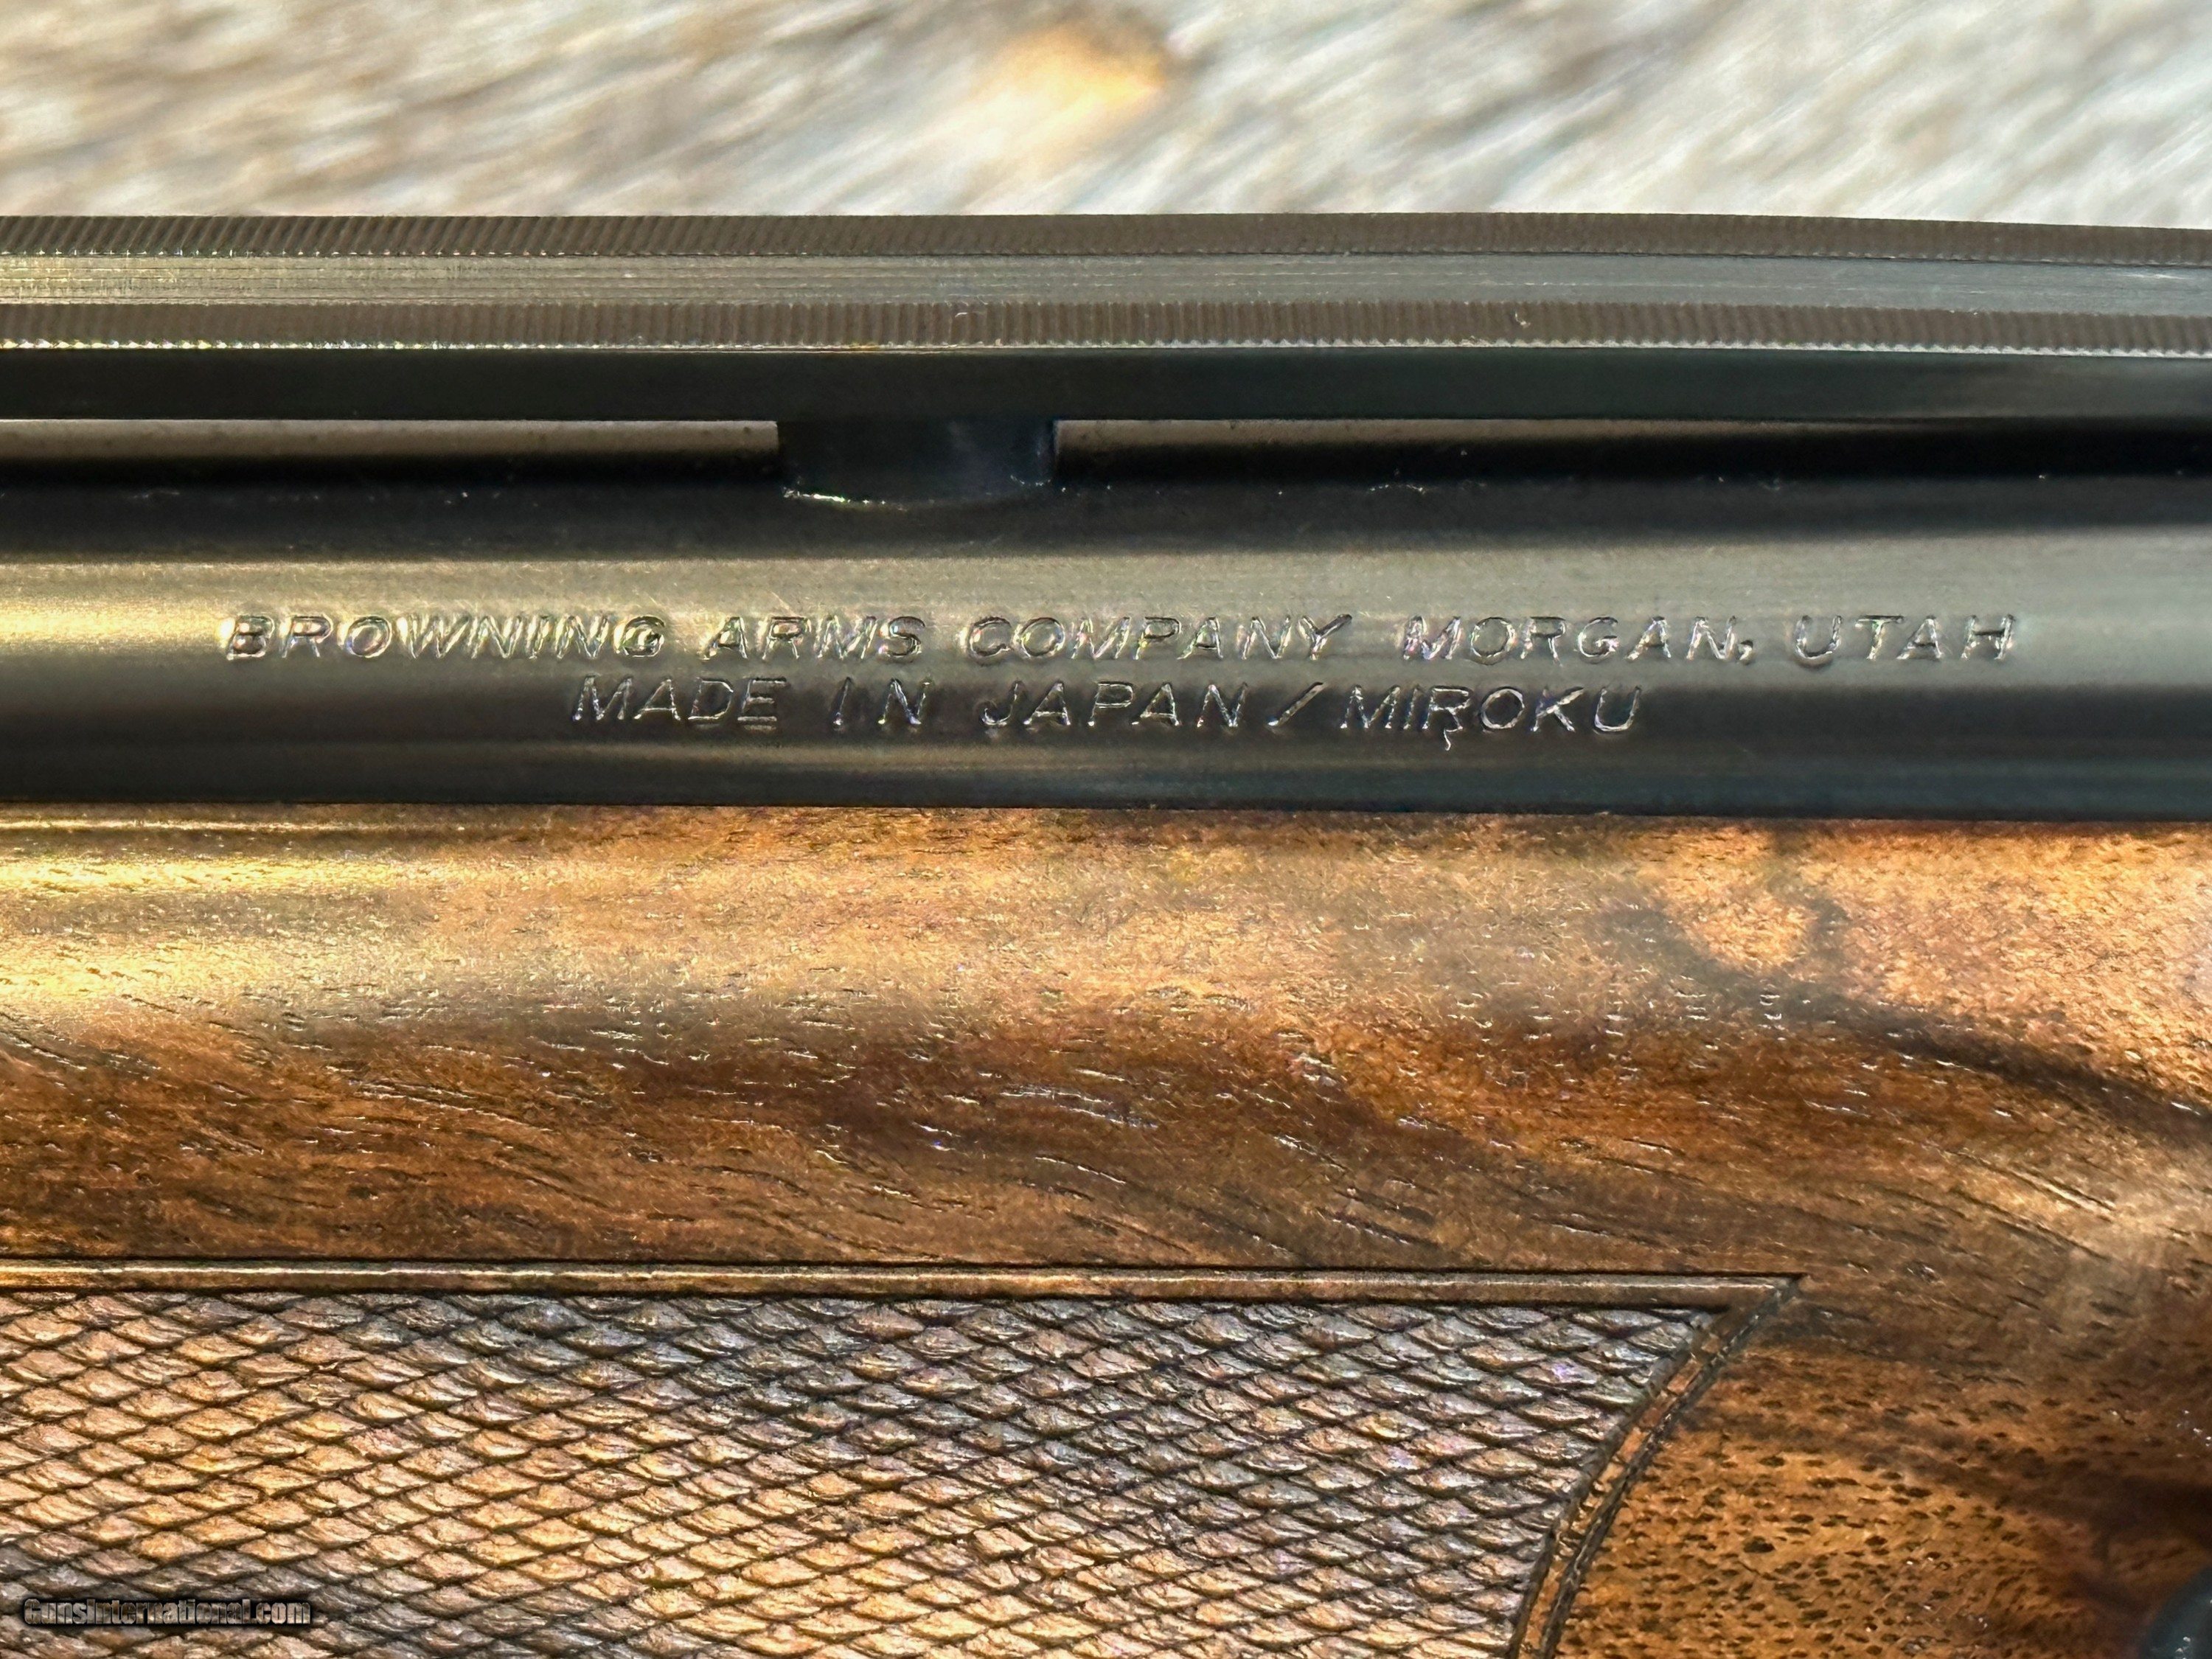 BROWNING ARMS COMPANY MORGAN, UTAH
MADE IN JAPAN/MIROKU
GunsInternational.com